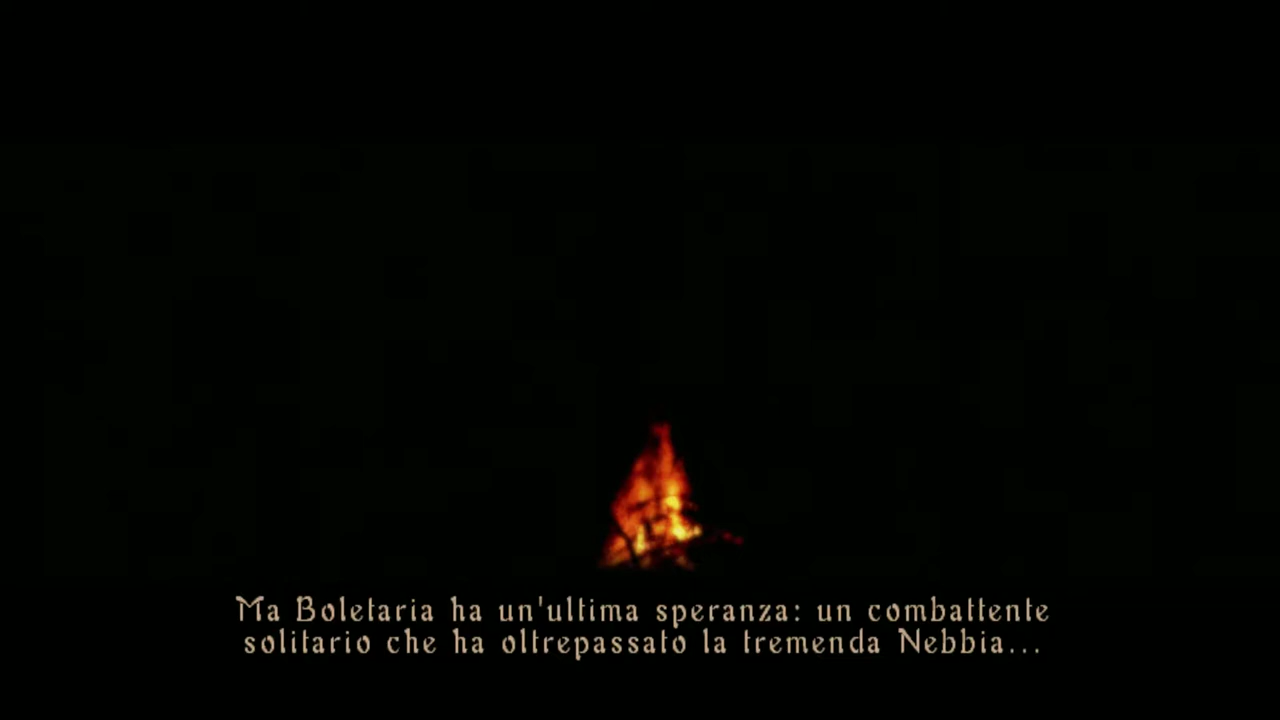 Ma Boletaria ha un'ultima speranza: un combattente
solitario che ha oltrepassato la tremenda Nebbia...